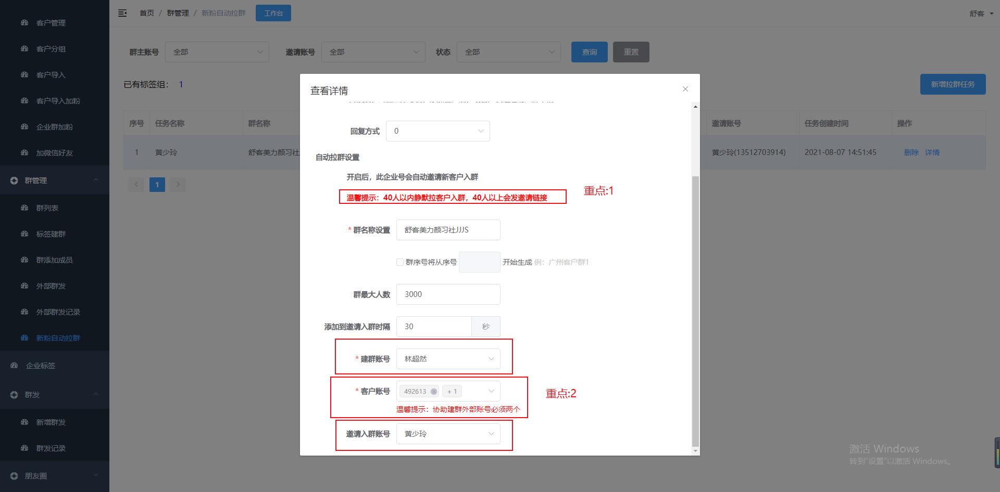 首页 / 群管理 / 新粉自动拉群
工作台
舒客
客户管理
客户分组
客户导入
客户导入加粉
企业群加粉
加微信好友
群管理
群列表
标签建群
群添加成员
外部群发
外部群发记录
新粉自动拉群
企业标签
群发
新增群发
群发记录
朋友圈
群主账号 全部
邀请账号 全部
状态 全部
查询
重置
已有标签组： 1
新增拉群任务
序号 任务名称 群名称 邀请账号 任务创建时间 操作
1 黄少玲 舒客美力颜习社 黄少玲(13512703914) 2021-08-07 14:51:45 删除 详情
1
查看详情
回复方式 0
自动拉群设置
开启后，此企业号会自动邀请新客户入群
温馨提示：40人以内静默拉客户入群，40人以上会发邀请链接
重点:1
* 群名称设置 舒客美力颜习社JJJS
群序号将从序号 开始生成 例：广州客户群1
群最大人数 3000
添加到邀请入群时隔 30 秒
* 建群账号 林超然
* 客户账号 492613 + 1
温馨提示：协助建群外部账号必须两个
重点:2
邀请入群账号 黄少玲
激活 Windows
转到"设置"以激活 Windows。